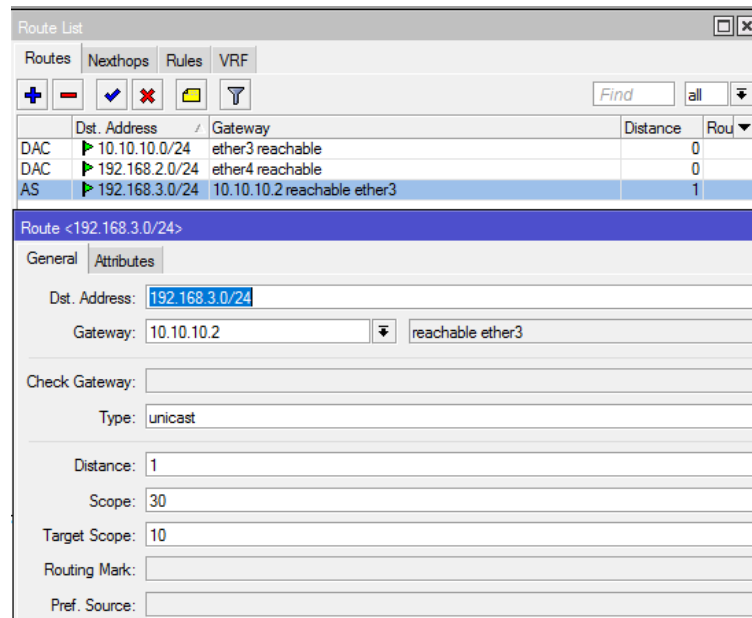 Route List
Routes Nexthops Rules VRF
Find all
Dst. Address Gateway Distance Rou
DAC 10.10.10.0/24 ether3 reachable 0
DAC 192.168.2.0/24 ether4 reachable 0
AS 192.168.3.0/24 10.10.10.2 reachable ether3 1
Route <192.168.3.0/24>
General Attributes
Dst. Address: 192.168.3.0/24
Gateway: 10.10.10.2 reachable ether3
Check Gateway:
Type: unicast
Distance: 1
Scope: 30
Target Scope: 10
Routing Mark:
Pref. Source: